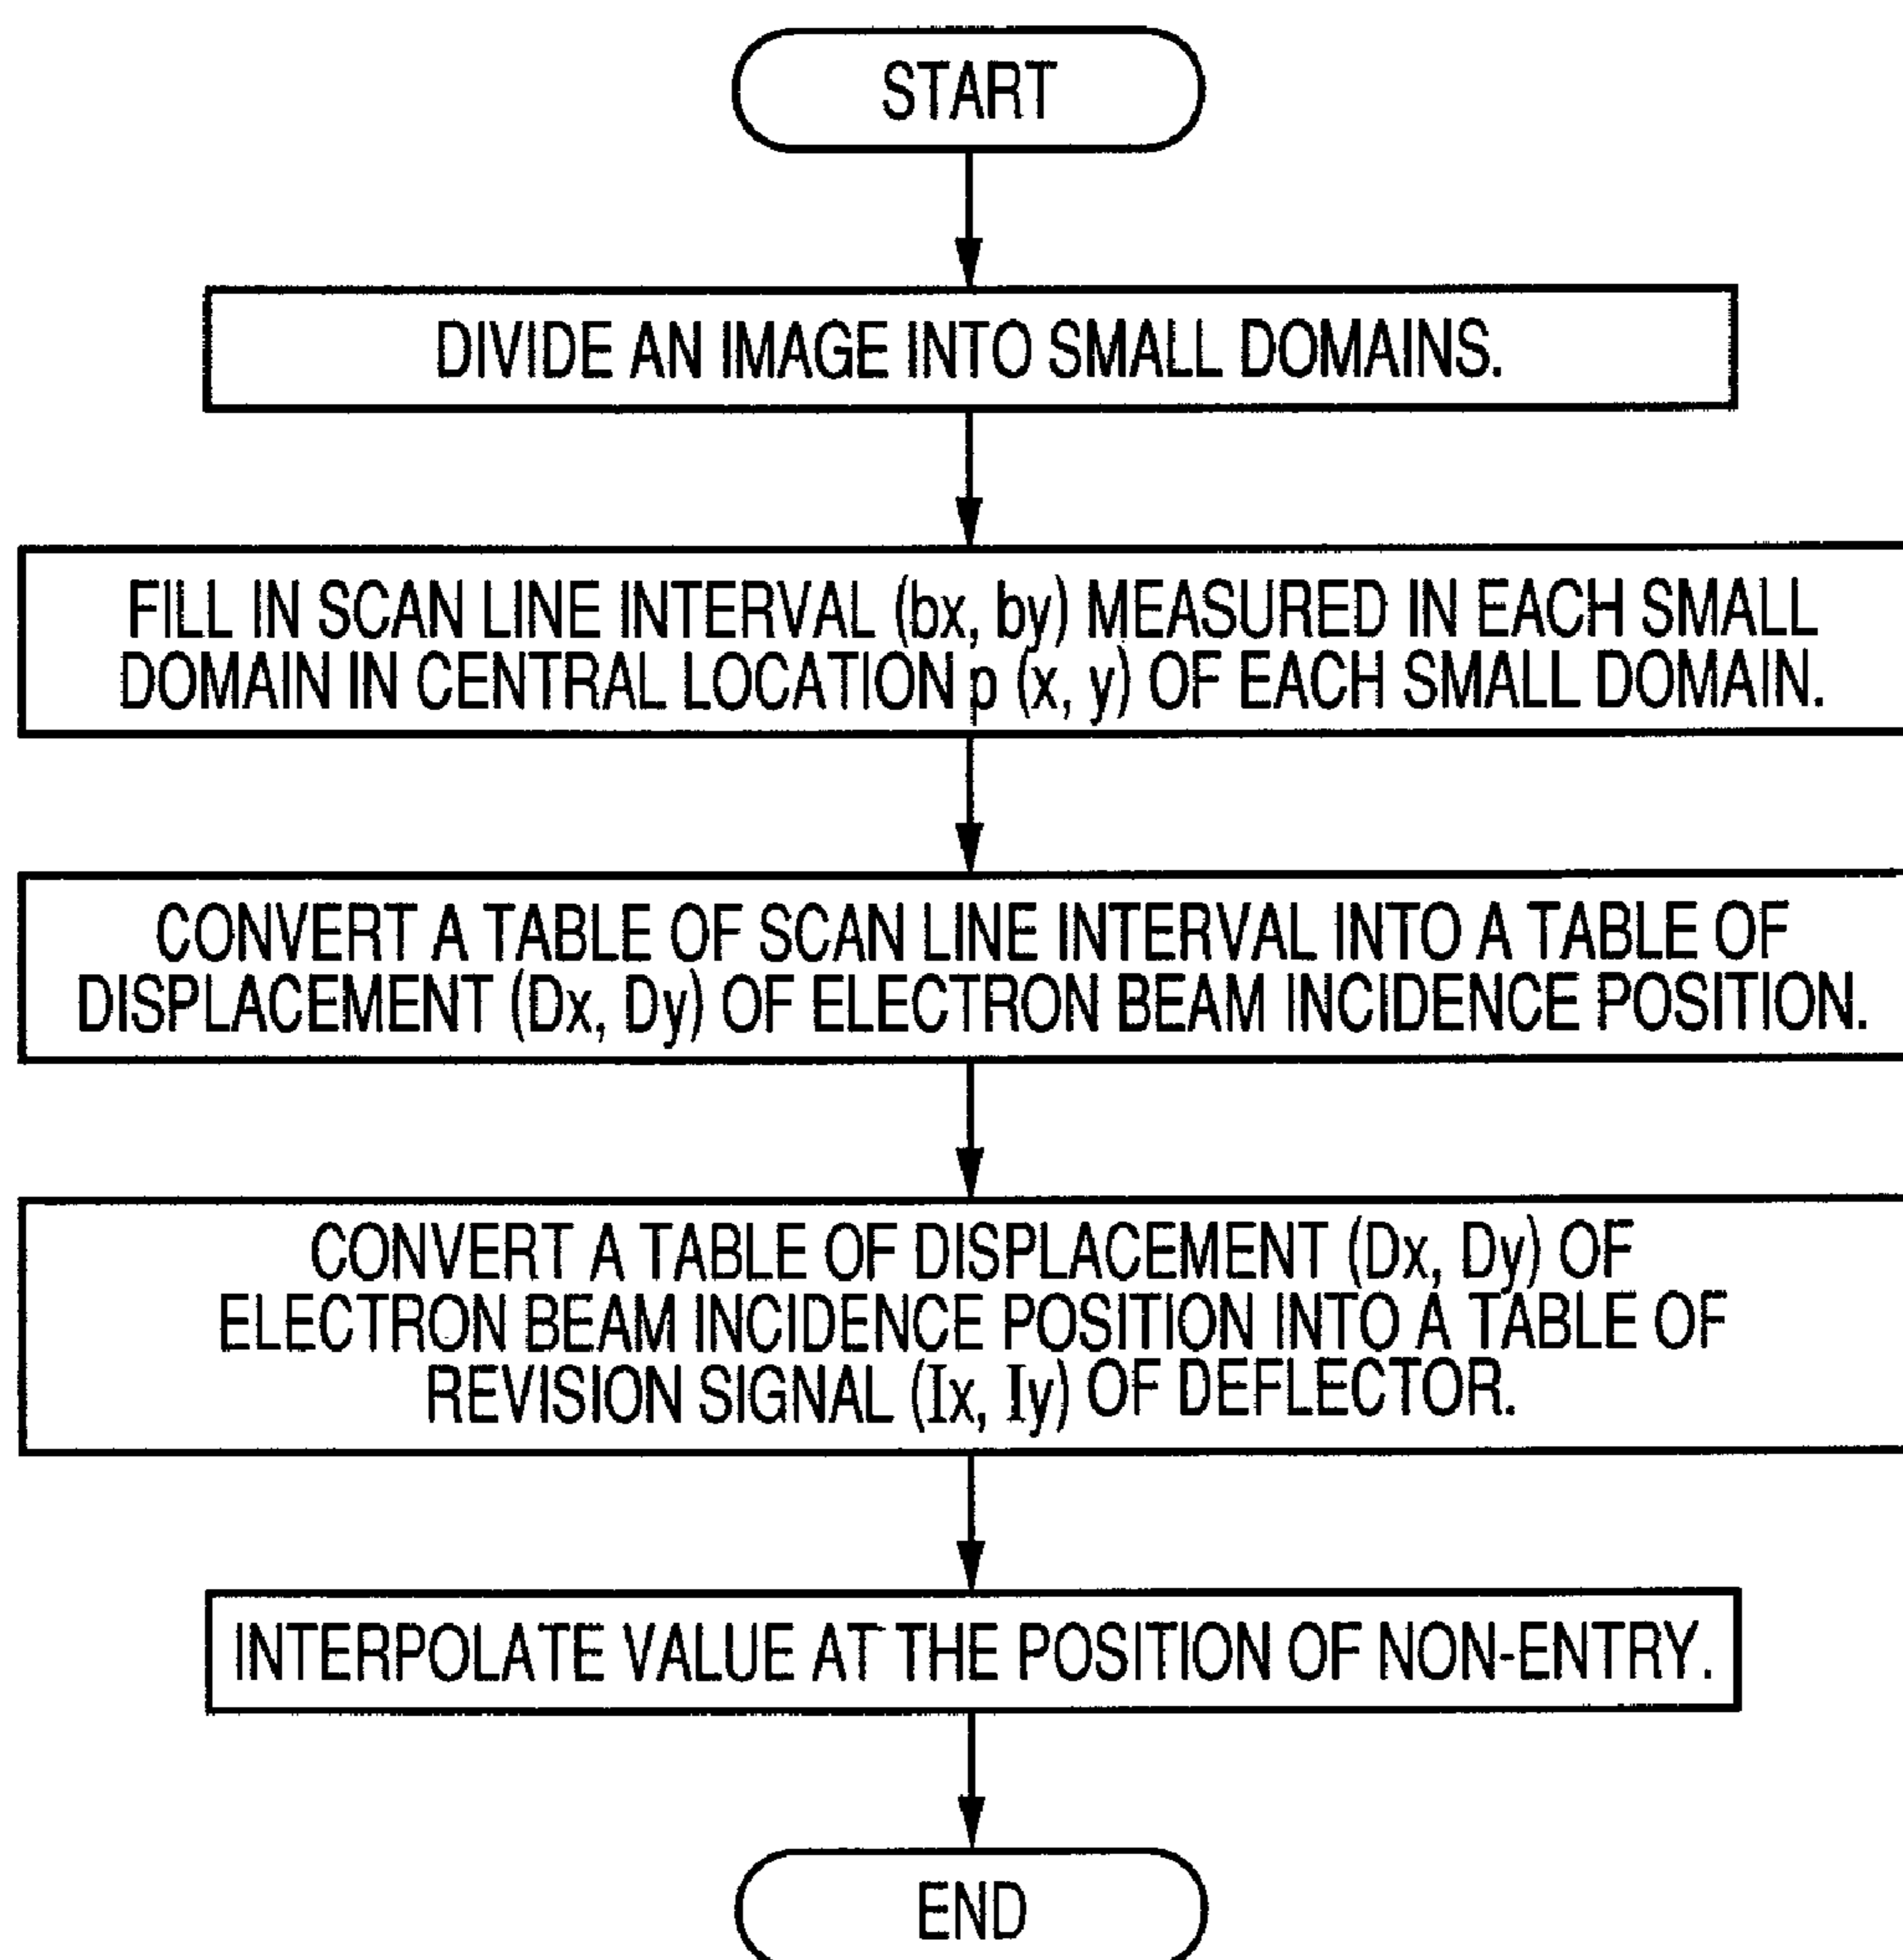 START
DIVIDE AN IMAGE INTO SMALL DOMAINS.
FILL IN SCAN LINE INTERVAL (bx, by) MEASURED IN EACH SMALL
DOMAIN IN CENTRAL LOCATION p (x, y) OF EACH SMALL DOMAIN.
CONVERT A TABLE OF SCAN LINE INTERVAL INTO A TABLE OF
DISPLACEMENT (Dx, Dy) OF ELECTRON BEAM INCIDENCE POSITION.
CONVERT A TABLE OF DISPLACEMENT (Dx, Dy) OF
ELECTRON BEAM INCIDENCE POSITION INTO A TABLE OF
REVISION SIGNAL (Ix, Iy) OF DEFLECTOR.
INTERPOLATE VALUE AT THE POSITION OF NON-ENTRY.
END